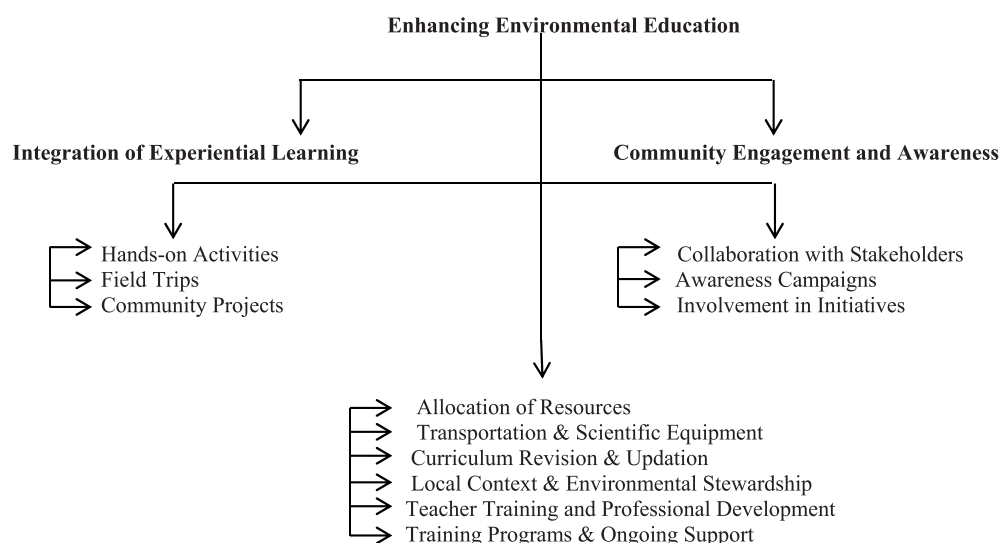 Enhancing Environmental Education
Integration of Experiential Learning
Community Engagement and Awareness
Hands-on Activities
Field Trips
Community Projects
Collaboration with Stakeholders
Awareness Campaigns
Involvement in Initiatives
Allocation of Resources
Transportation & Scientific Equipment
Curriculum Revision & Updation
Local Context & Environmental Stewardship
Teacher Training and Professional Development
Training Programs & Ongoing Support